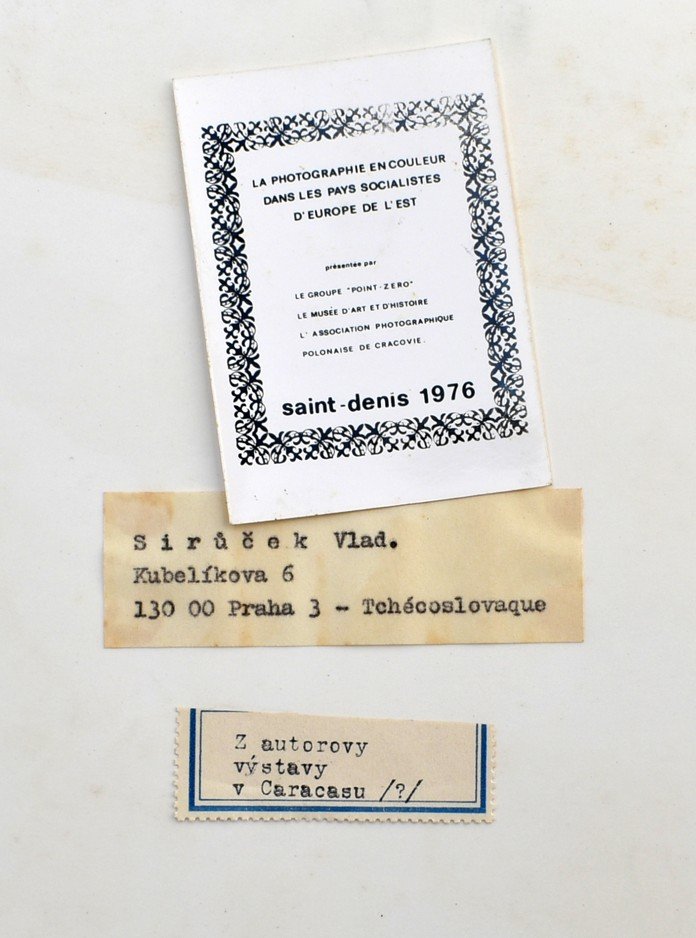 LA PHOTOGRAPHIE EN COULEUR
DANS LES PAYS SOCIALISTES
D'EUROPE DE L'EST
présentée par
LE GROUPE "POINT-ZERO"
LE MUSÉE D'ART ET D'HISTOIRE
L'ASSOCIATION PHOTOGRAPHIQUE
POLONAISE DE CRACOVIE.
saint-denis 1976
Sirůček Vlad.
Kubelíkova 6
130 00 Praha 3 - Tchécoslovaque
Z autorovy
výstavy
v Caracasu /?/